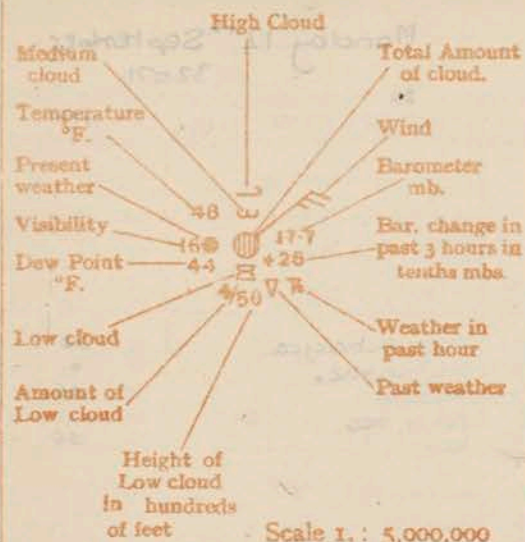 High Cloud
Medium
cloud
Total Amount
of cloud.
Temperature
°F.
Wind
Present
weather
Barometer
mb.
48
Visibility
16
17.7
Bar. change in
past 3 hours in
tenths mbs.
Dew Point
°F.
44
+28
4/50
Low cloud
Weather in
past hour
Amount of
Low cloud
Past weather
Height of
Low cloud
in hundreds
of feet
Scale 1. : 5,000,000